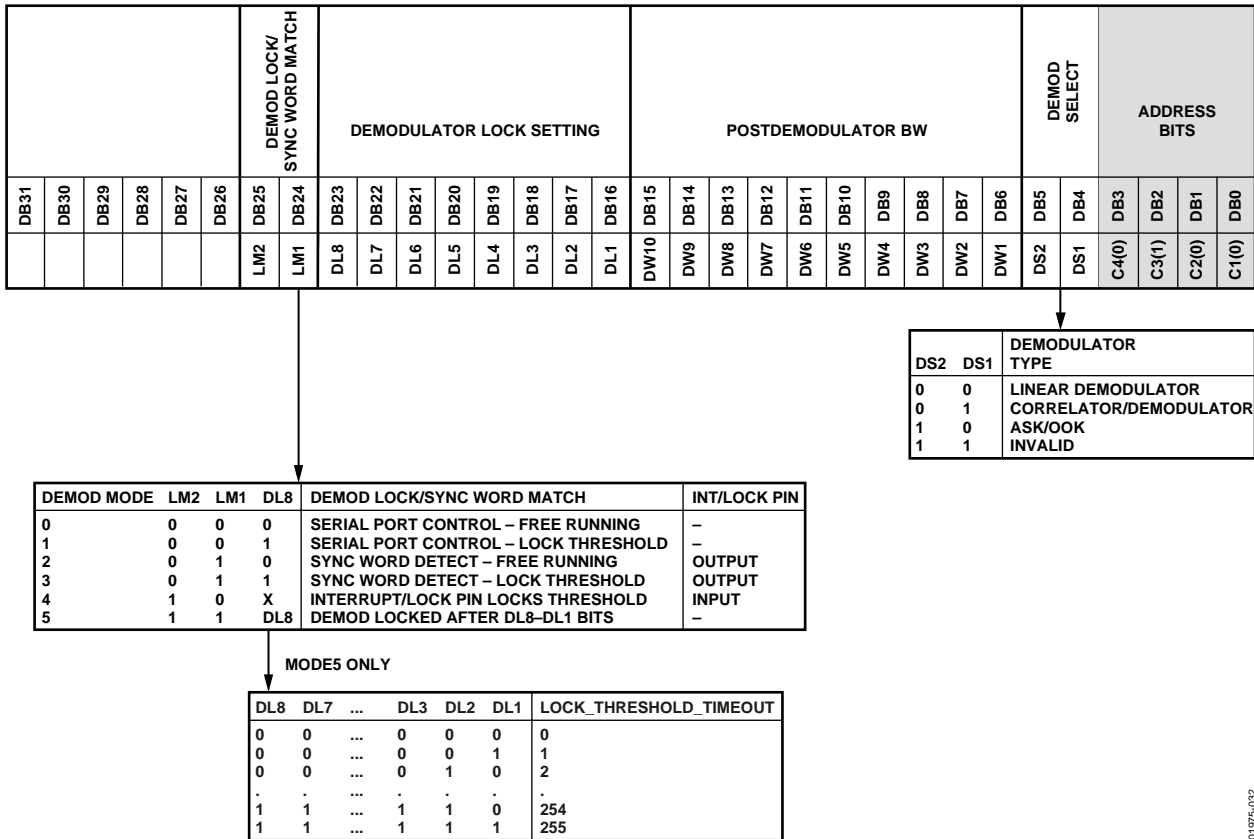 DEMOD LOCK/
SYNC WORD MATCH
DEMODULATOR LOCK SETTING
POSTDEMODULATOR BW
DEMOD
SELECT
ADDRESS
BITS
DB31 DB30 DB29 DB28 DB27 DB26 DB25 DB24 DB23 DB22 DB21 DB20 DB19 DB18 DB17 DB16 DB15 DB14 DB13 DB12 DB11 DB10 DB9 DB8 DB7 DB6 DB5 DB4 DB3 DB2 DB1 DB0
LM2 LM1 DL8 DL7 DL6 DL5 DL4 DL3 DL2 DL1 DW10 DW9 DW8 DW7 DW6 DW5 DW4 DW3 DW2 DW1 DS2 DS1 C4(0) C3(1) C2(0) C1(0)
DS2 DS1 DEMODULATOR
TYPE
0 0 LINEAR DEMODULATOR
0 1 CORRELATOR/DEMODULATOR
1 0 ASK/OOK
1 1 INVALID
DEMOD MODE LM2 LM1 DL8 DEMOD LOCK/SYNC WORD MATCH INT/LOCK PIN
0 0 0 0 SERIAL PORT CONTROL – FREE RUNNING –
1 0 0 1 SERIAL PORT CONTROL – LOCK THRESHOLD –
2 0 1 0 SYNC WORD DETECT – FREE RUNNING OUTPUT
3 0 1 1 SYNC WORD DETECT – LOCK THRESHOLD OUTPUT
4 1 0 X INTERRUPT/LOCK PIN LOCKS THRESHOLD INPUT
5 1 1 DL8 DEMOD LOCKED AFTER DL8–DL1 BITS –
MODE5 ONLY
DL8 DL7 ... DL3 DL2 DL1 LOCK_THRESHOLD_TIMEOUT
0 0 ... 0 0 0 0
0 0 ... 0 0 1 1
0 0 ... 0 1 0 2
. . ... . . . .
1 1 ... 1 1 0 254
1 1 ... 1 1 1 255
01975-032